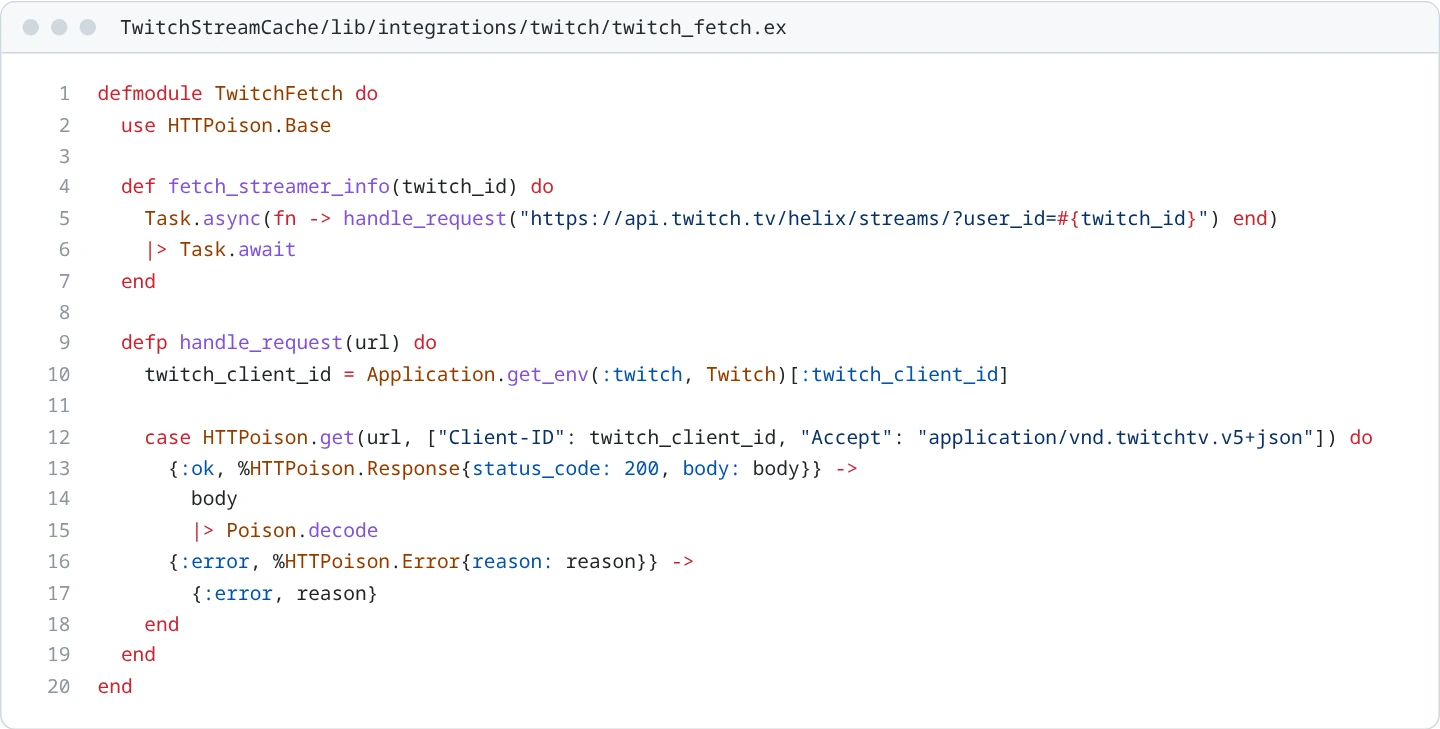 TwitchStreamCache/lib/integrations/twitch/twitch_fetch.ex
1 defmodule TwitchFetch do
2   use HTTPoison.Base
3
4   def fetch_streamer_info(twitch_id) do
5     Task.async(fn -> handle_request("https://api.twitch.tv/helix/streams/?user_id=#{twitch_id}") end)
6     |> Task.await
7   end
8
9   defp handle_request(url) do
10     twitch_client_id = Application.get_env(:twitch, Twitch)[:twitch_client_id]
11
12     case HTTPoison.get(url, ["Client-ID": twitch_client_id, "Accept": "application/vnd.twitchtv.v5+json"]) do
13       {:ok, %HTTPoison.Response{status_code: 200, body: body}} ->
14         body
15         |> Poison.decode
16       {:error, %HTTPoison.Error{reason: reason}} ->
17         {:error, reason}
18     end
19   end
20 end